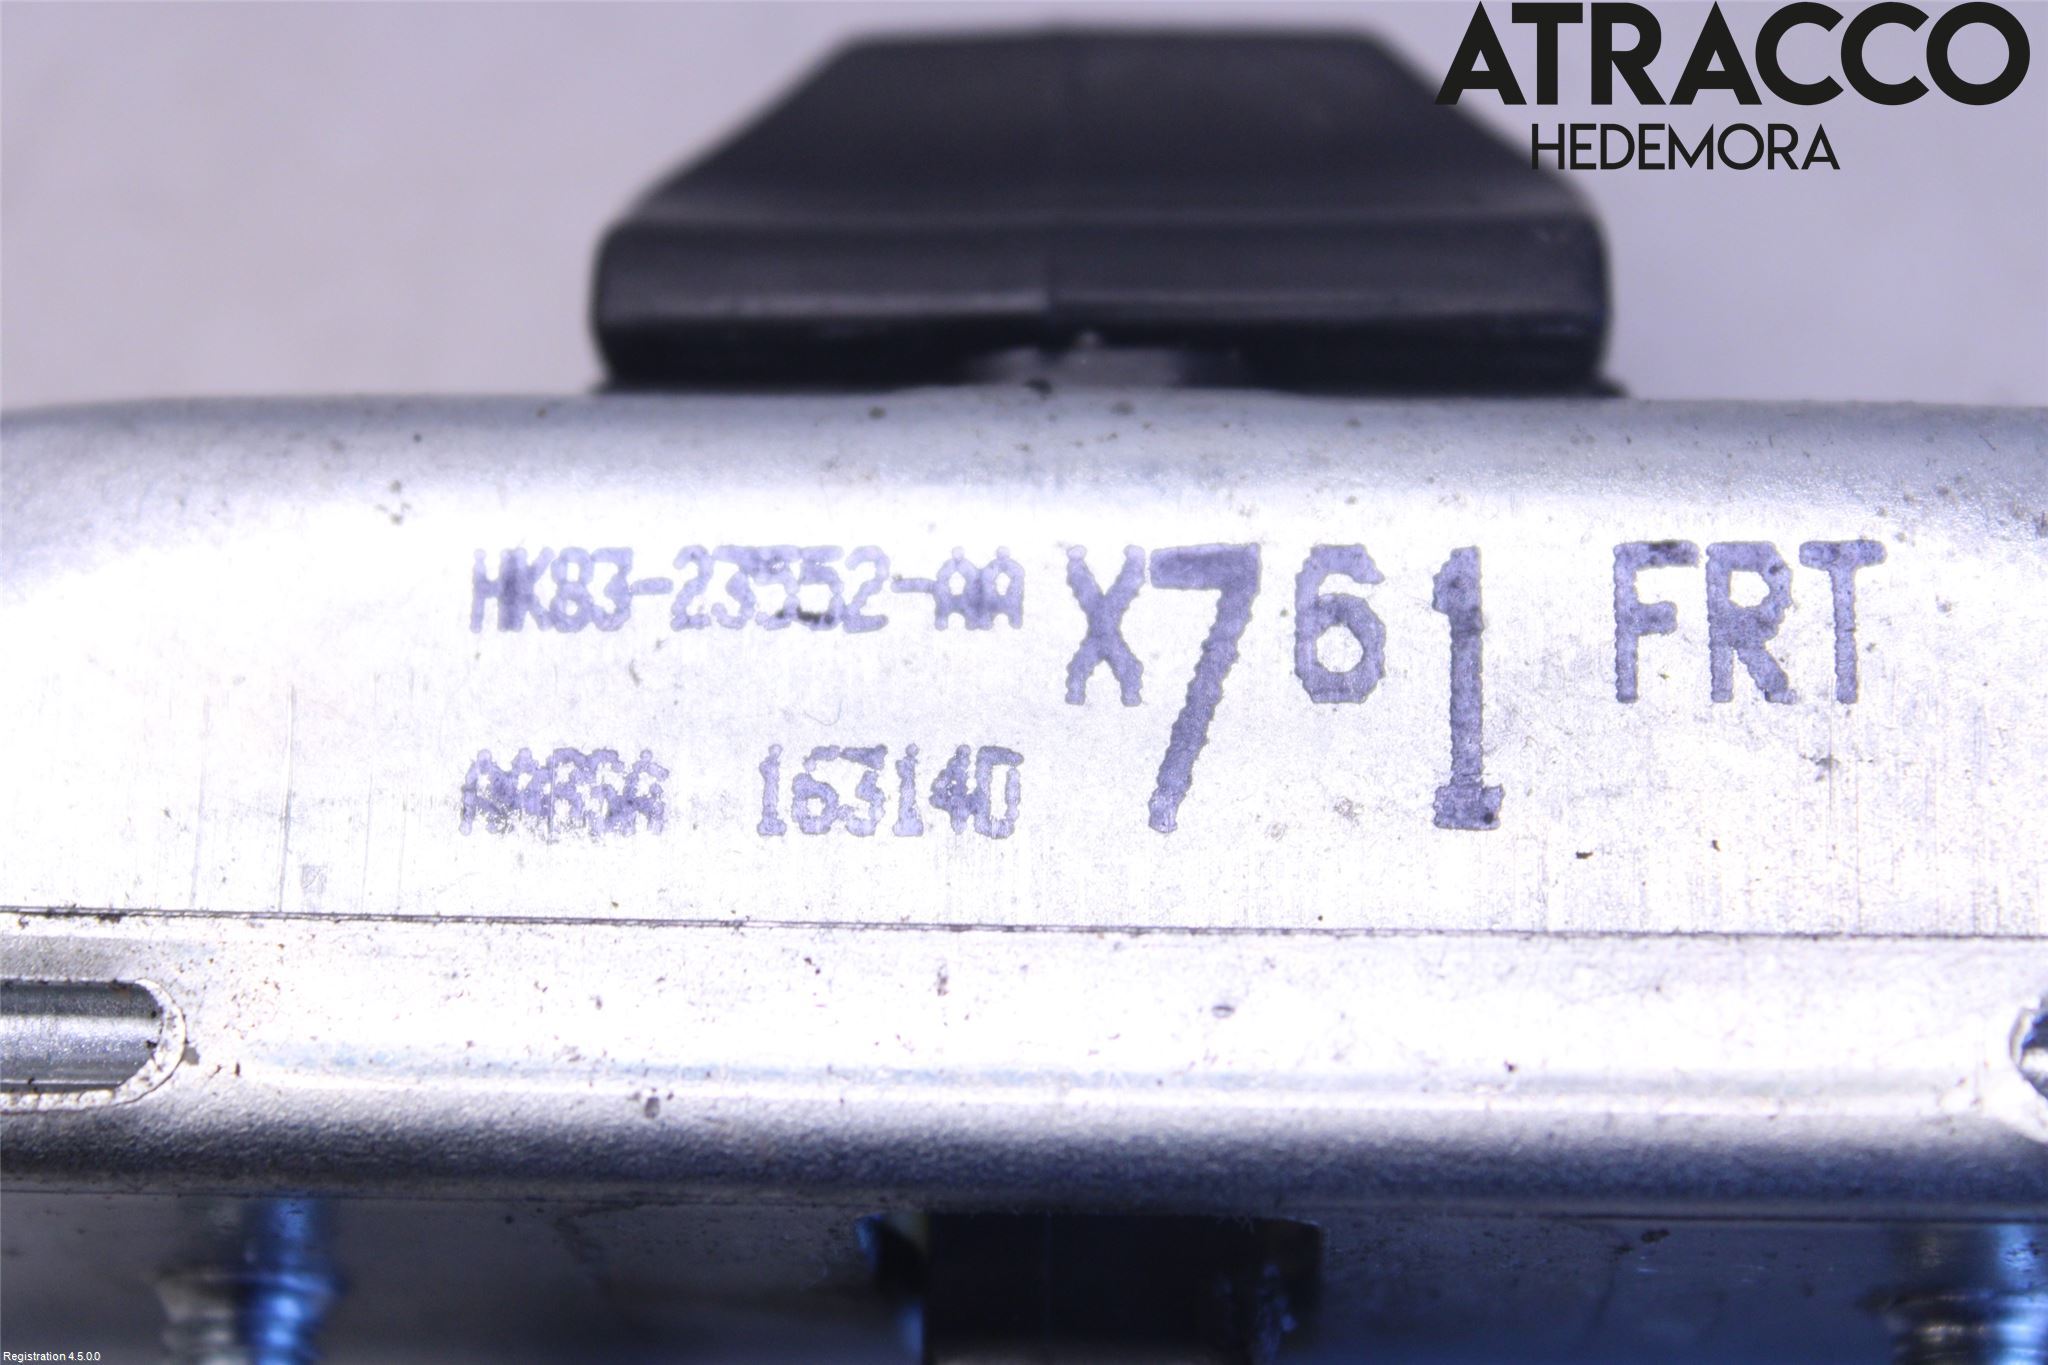 ATRACCO
HEDEMORA
HK83-23552-AA X761 FRT
163140
Registration 4.5.0.0